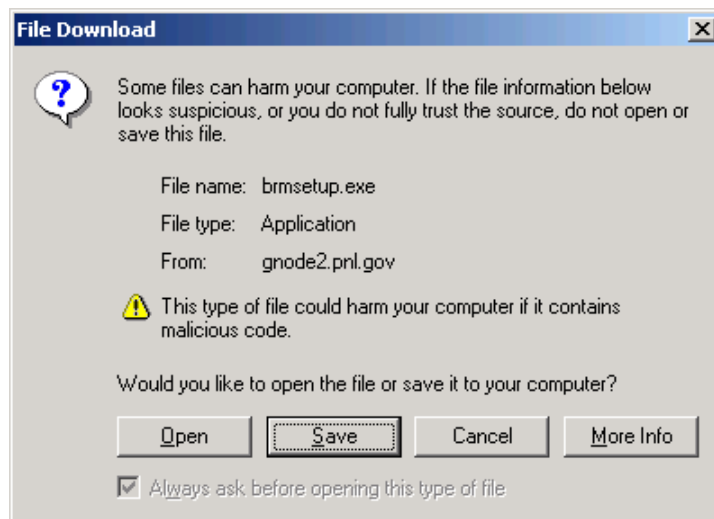 File Download
Some files can harm your computer. If the file information below
looks suspicious, or you do not fully trust the source, do not open or
save this file.
File name: brmsetup.exe
File type: Application
From: gnode2.pnl.gov
This type of file could harm your computer if it contains
malicious code.
Would you like to open the file or save it to your computer?
Open Save Cancel More Info
Always ask before opening this type of file